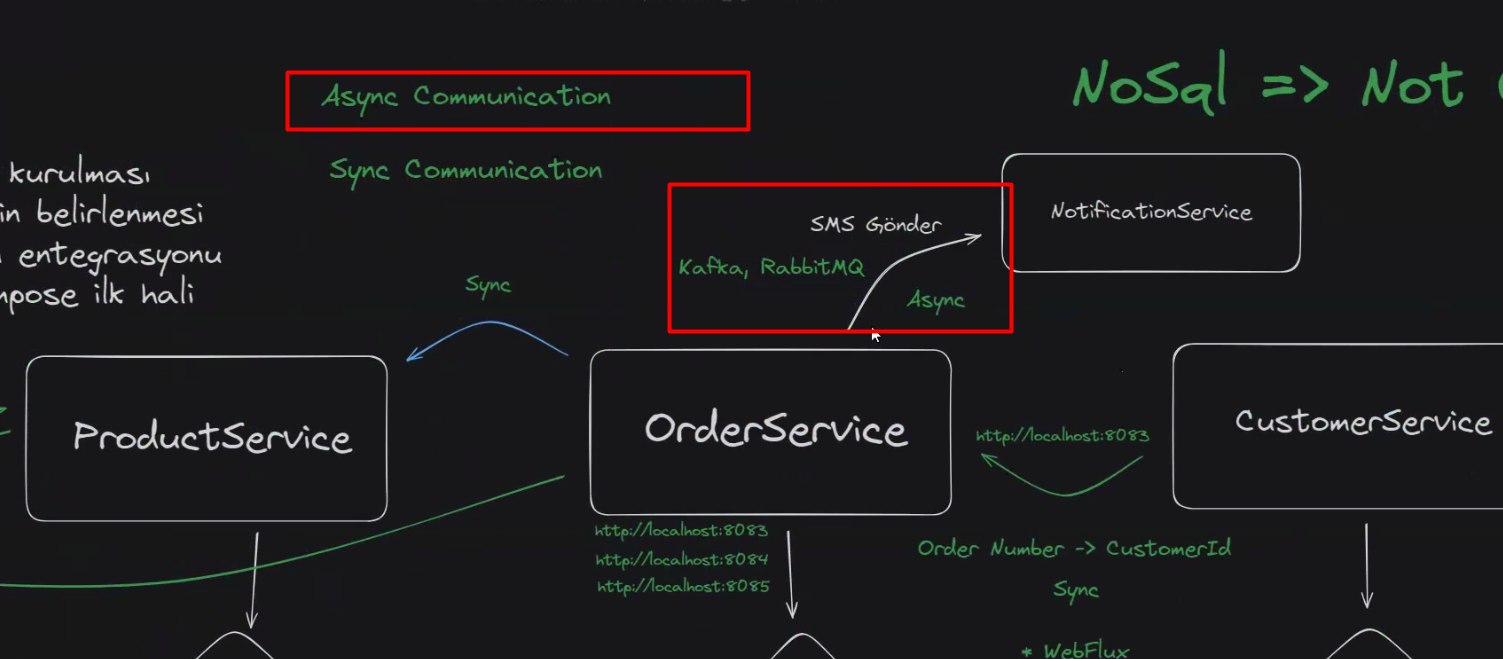 Async Communication
NoSql => Not
Sync Communication
kurulması
in belirlenmesi
entegrasyonu
mpose ilk hali
SMS Gönder
NotificationService
Kafka, RabbitMQ
Async
Sync
ProductService
OrderService
CustomerService
http://localhost:8083
http://localhost:8083
http://localhost:8084
http://localhost:8085
Order Number -> CustomerId
Sync
* WebFlux